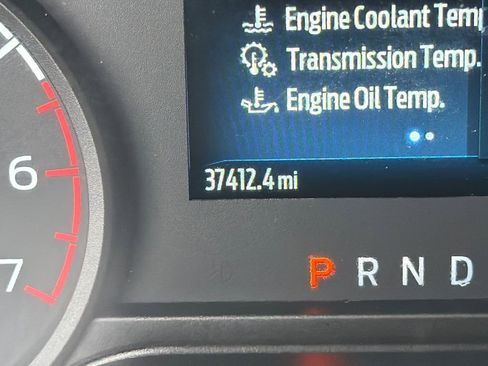 Engine Coolant Temp
Transmission Temp.
Engine Oil Temp.
6
37412.4 mi
7
P R N D